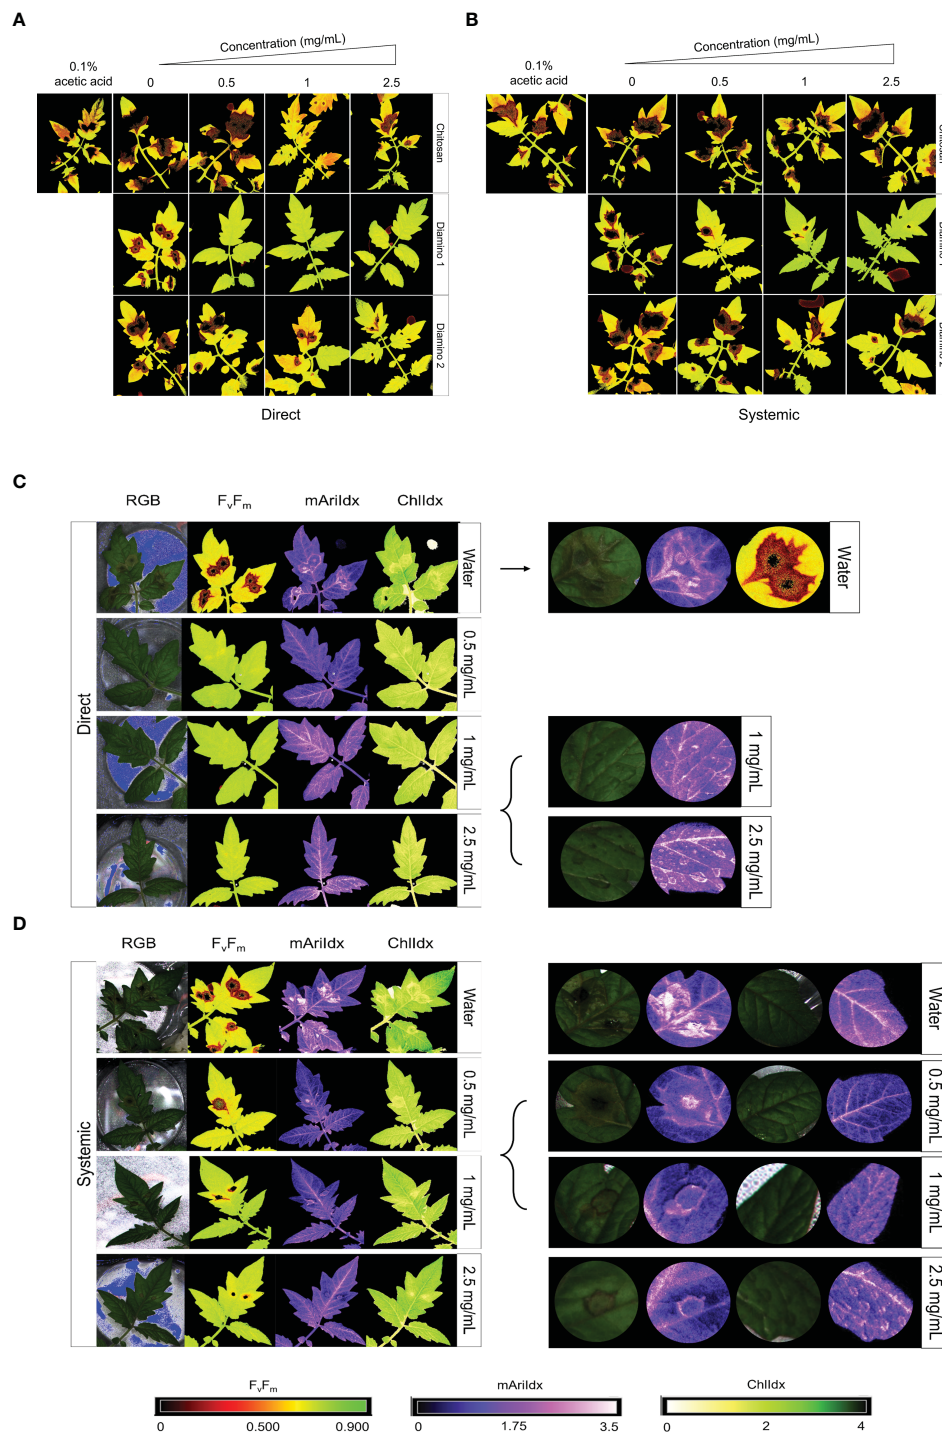 A
B
Concentration (mg/mL)
0.1%
acetic acid
0
0.5
1
2.5
Concentration (mg/mL)
0.1%
acetic acid
0
0.5
1
2.5
Chitosan
Diamino 1
Diamino 2
Chitosan
Diamino 1
Diamino 2
Direct
Systemic
C
RGB
FvFm
mAriIdx
ChlIdx
Direct
Water
0.5 mg/mL
1 mg/mL
2.5 mg/mL
Water
1 mg/mL
2.5 mg/mL
D
RGB
FvFm
mAriIdx
ChlIdx
Systemic
Water
0.5 mg/mL
1 mg/mL
2.5 mg/mL
Water
0.5 mg/mL
1 mg/mL
2.5 mg/mL
FvFm
0
0.500
0.900
mAriIdx
0
1.75
3.5
ChlIdx
0
2
4